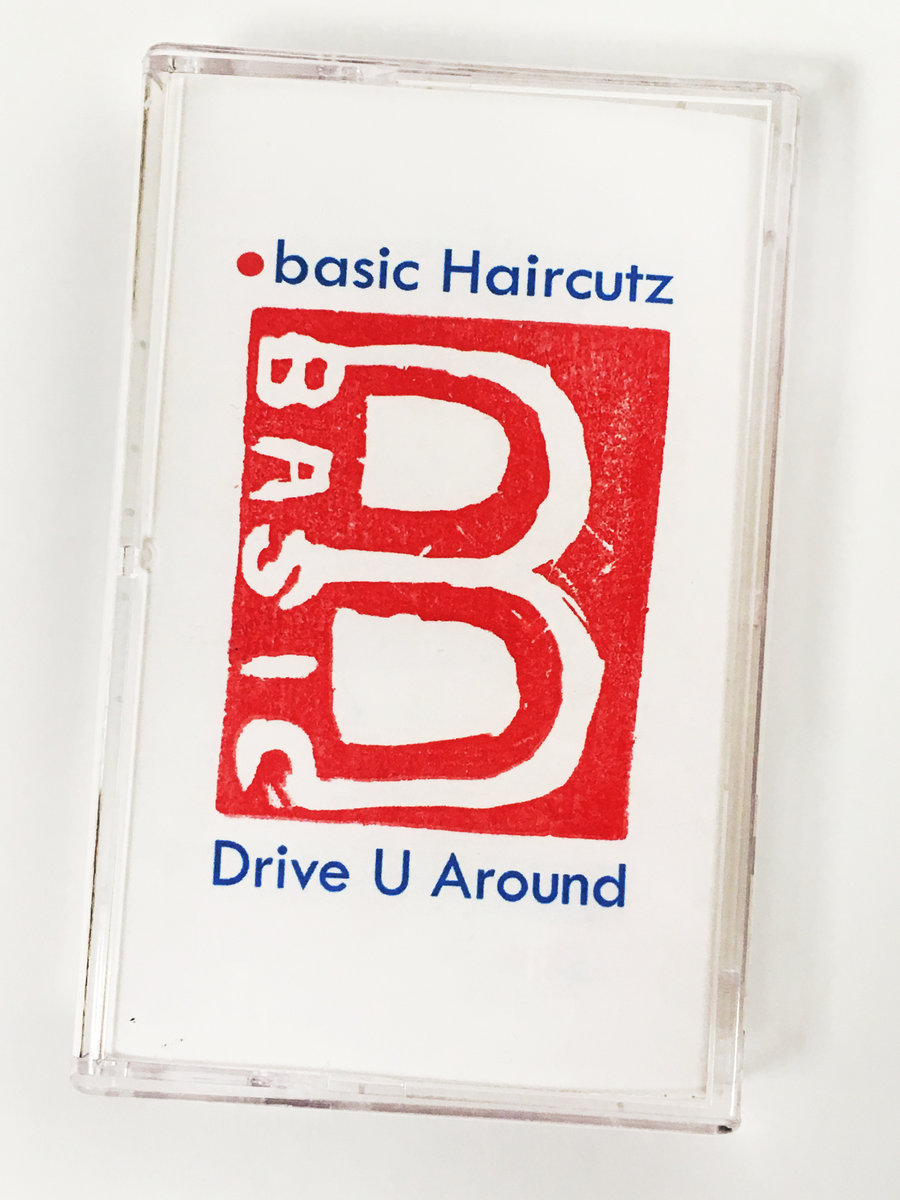 •basic Haircutz
B
BASIC
Drive U Around